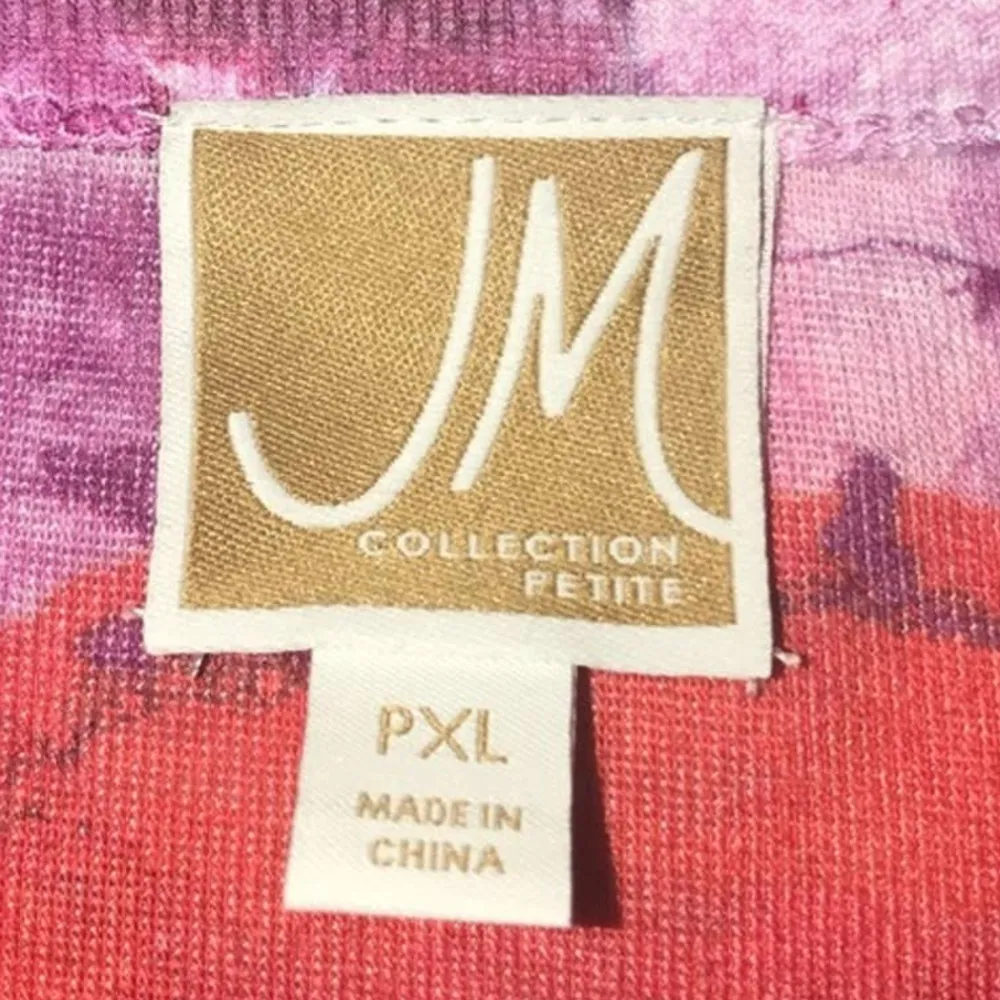 JM
COLLECTION
PETITE
PXL
MADE IN
CHINA